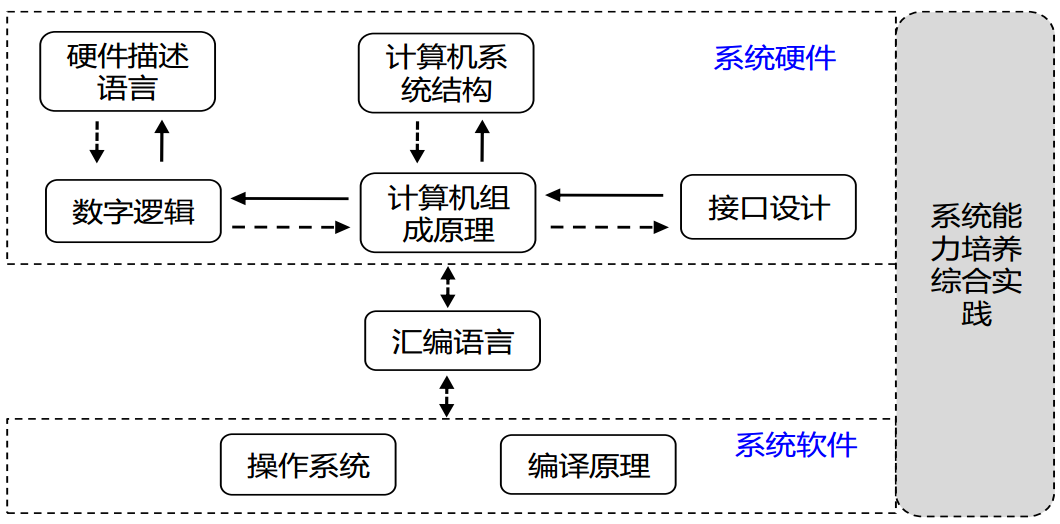 硬件描述
语言
计算机系
统结构
系统硬件
数字逻辑
计算机组
成原理
接口设计
系统能
力培养
综合实
践
汇编语言
系统软件
操作系统
编译原理